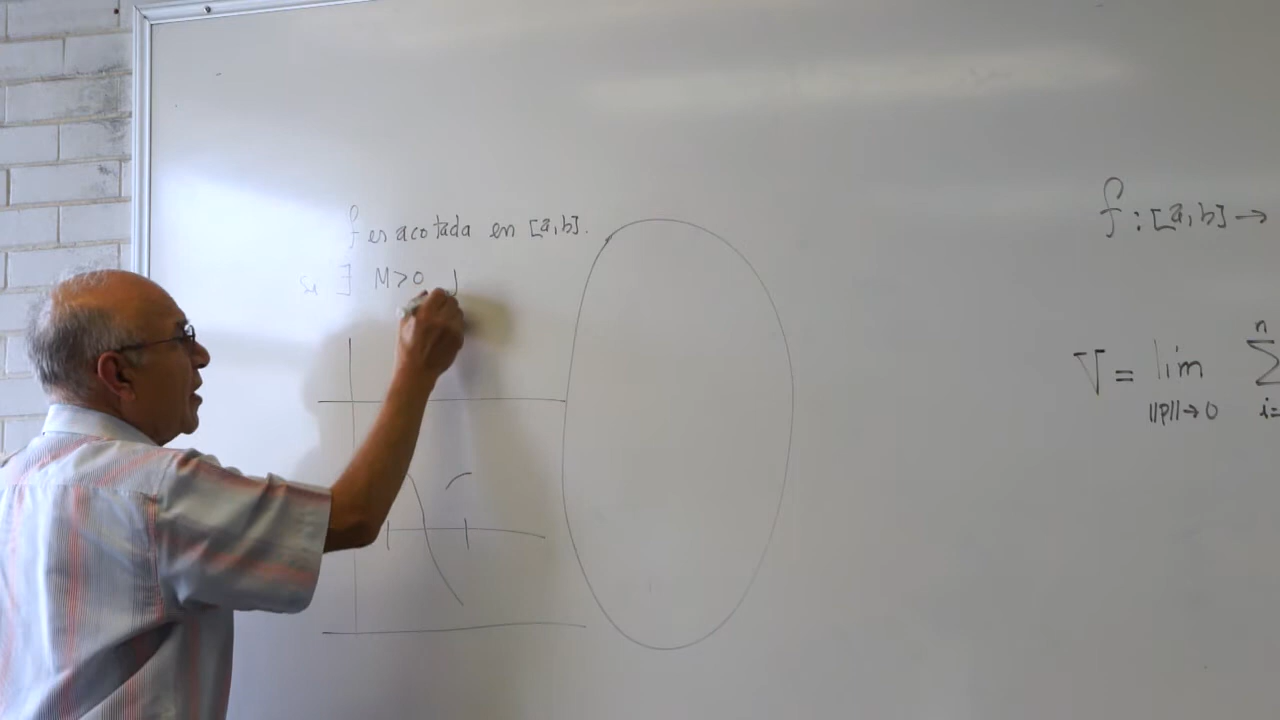 f es acotada en [a,b].
si ∃ M>0
f:[a,b]→
V = lim ∑
||P||→0 n i=